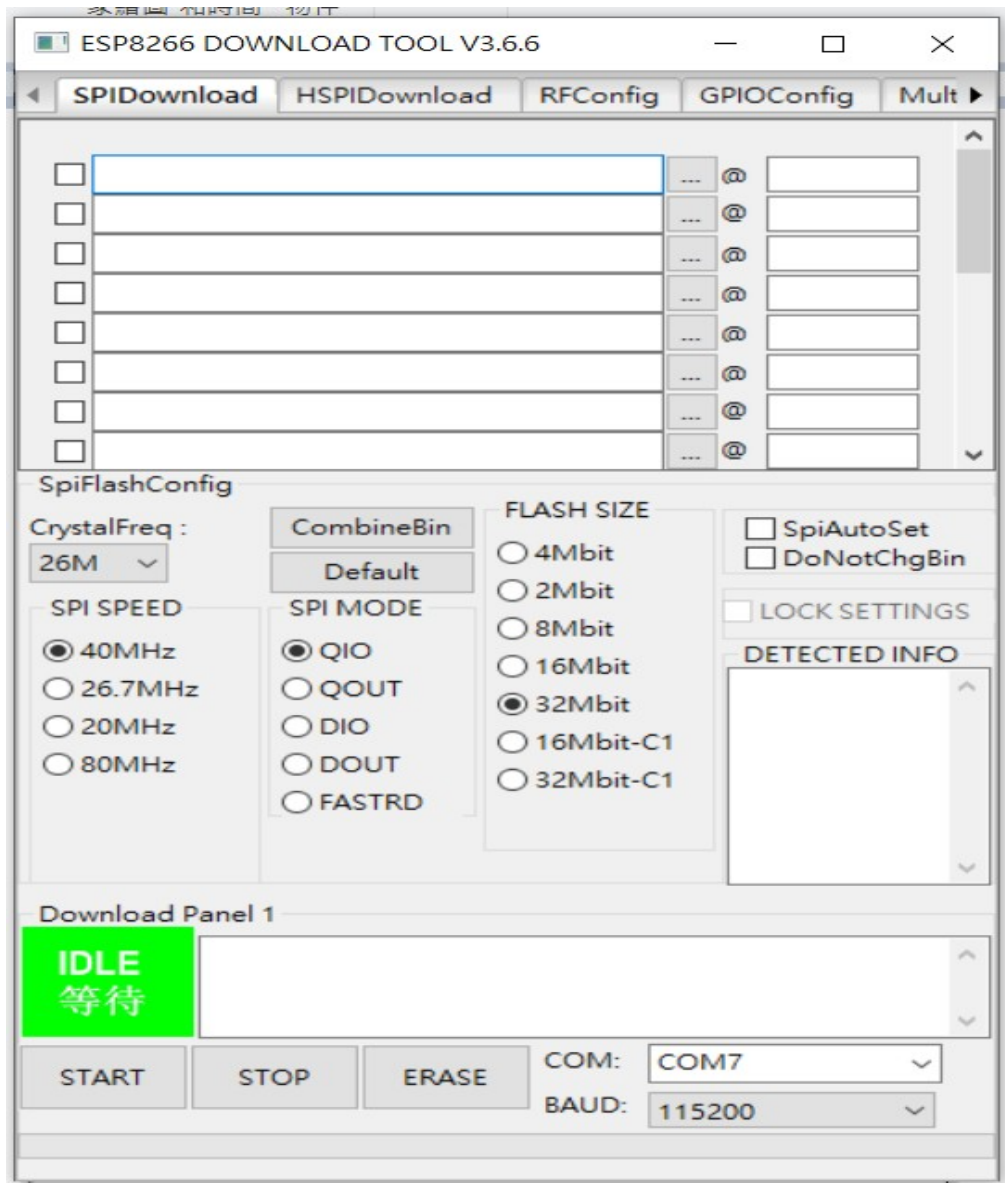 ESP8266 DOWNLOAD TOOL V3.6.6
SPIDownload HSPIDownload RFConfig GPIOConfig Mult
... @
... @
... @
... @
... @
... @
... @
... @
SpiFlashConfig
CrystalFreq :
26M
CombineBin
Default
SPI SPEED
40MHz
26.7MHz
20MHz
80MHz
SPI MODE
QIO
QOUT
DIO
DOUT
FASTRD
FLASH SIZE
4Mbit
2Mbit
8Mbit
16Mbit
32Mbit
16Mbit-C1
32Mbit-C1
SpiAutoSet
DoNotChgBin
LOCK SETTINGS
DETECTED INFO
Download Panel 1
IDLE
等待
START STOP ERASE
COM: COM7
BAUD: 115200